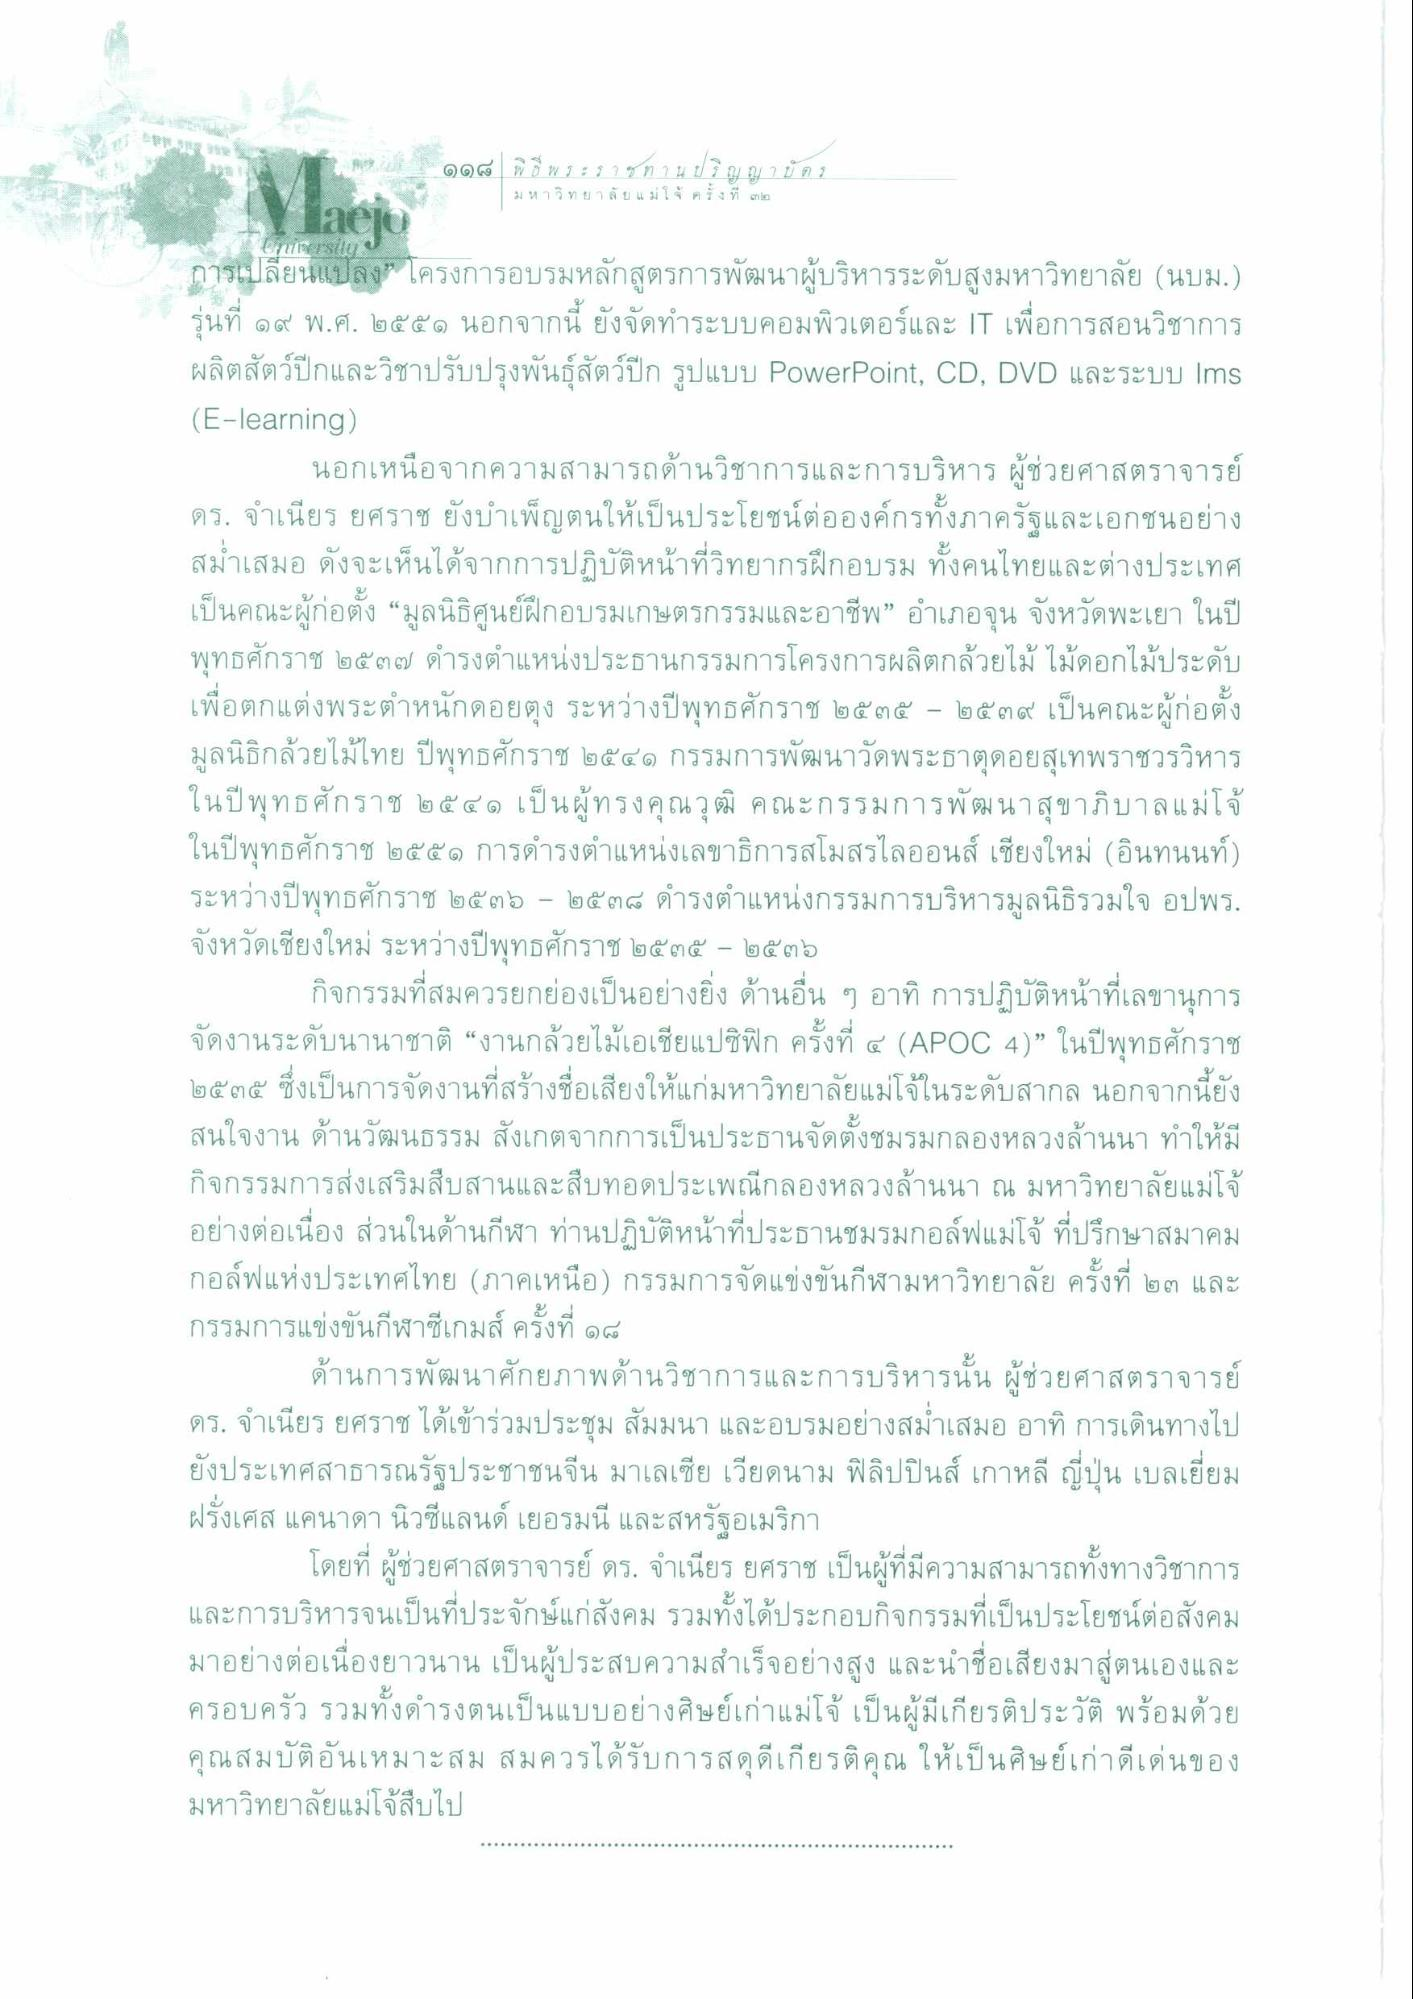 Maejo
University
๑๑๘
พิธีพระราชทานปริญญาบัตร
มหาวิทยาลัยแม่โจ้ ครั้งที่ ๓๒
การเปลี่ยนแปลง” โครงการอบรมหลักสูตรการพัฒนาผู้บริหารระดับสูงมหาวิทยาลัย (นบม.)
รุ่นที่ ๑๙ พ.ศ. ๒๕๕๑ นอกจากนี้ ยังจัดทำระบบคอมพิวเตอร์และ IT เพื่อการสอนวิชาการ
ผลิตสัตว์ปีกและวิชาปรับปรุงพันธุ์สัตว์ปีก รูปแบบ PowerPoint, CD, DVD และระบบ lms
(E-learning)
นอกเหนือจากความสามารถด้านวิชาการและการบริหาร ผู้ช่วยศาสตราจารย์
ดร. จำเนียร ยศราช ยังบำเพ็ญตนให้เป็นประโยชน์ต่อองค์กรทั้งภาครัฐและเอกชนอย่าง
สม่ำเสมอ ดังจะเห็นได้จากการปฏิบัติหน้าที่วิทยากรฝึกอบรม ทั้งคนไทยและต่างประเทศ
เป็นคณะผู้ก่อตั้ง “มูลนิธิศูนย์ฝึกอบรมเกษตรกรรมและอาชีพ” อำเภอจุน จังหวัดพะเยา ในปี
พุทธศักราช ๒๕๓๗ ดำรงตำแหน่งประธานกรรมการโครงการผลิตกล้วยไม้ ไม้ดอกไม้ประดับ
เพื่อตกแต่งพระตำหนักดอยตุง ระหว่างปีพุทธศักราช ๒๕๓๕ - ๒๕๓๙ เป็นคณะผู้ก่อตั้ง
มูลนิธิกล้วยไม้ไทย ปีพุทธศักราช ๒๕๔๑ กรรมการพัฒนาวัดพระธาตุดอยสุเทพราชวรวิหาร
ในปีพุทธศักราช ๒๕๔๑ เป็นผู้ทรงคุณวุฒิ คณะกรรมการพัฒนาสุขาภิบาลแม่โจ้
ในปีพุทธศักราช ๒๕๕๑ การดำรงตำแหน่งเลขาธิการสโมสรไลออนส์ เชียงใหม่ (อินทนนท์)
ระหว่างปีพุทธศักราช ๒๕๓๖ - ๒๕๓๘ ดำรงตำแหน่งกรรมการบริหารมูลนิธิรวมใจ อปพร.
จังหวัดเชียงใหม่ ระหว่างปีพุทธศักราช ๒๕๓๕ - ๒๕๓๖
กิจกรรมที่สมควรยกย่องเป็นอย่างยิ่ง ด้านอื่น ๆ อาทิ การปฏิบัติหน้าที่เลขานุการ
จัดงานระดับนานาชาติ “งานกล้วยไม้เอเชียแปซิฟิก ครั้งที่ ๔ (APOC 4)” ในปีพุทธศักราช
๒๕๓๕ ซึ่งเป็นการจัดงานที่สร้างชื่อเสียงให้แก่มหาวิทยาลัยแม่โจ้ในระดับสากล นอกจากนี้ยัง
สนใจงาน ด้านวัฒนธรรม สังเกตจากการเป็นประธานจัดตั้งชมรมกลองหลวงล้านนา ทำให้มี
กิจกรรมการส่งเสริมสืบสานและสืบทอดประเพณีกลองหลวงล้านนา ณ มหาวิทยาลัยแม่โจ้
อย่างต่อเนื่อง ส่วนในด้านกีฬา ท่านปฏิบัติหน้าที่ประธานชมรมกอล์ฟแม่โจ้ ที่ปรึกษาสมาคม
กอล์ฟแห่งประเทศไทย (ภาคเหนือ) กรรมการจัดแข่งขันกีฬามหาวิทยาลัย ครั้งที่ ๒๓ และ
กรรมการแข่งขันกีฬาซีเกมส์ ครั้งที่ ๑๘
ด้านการพัฒนาศักยภาพด้านวิชาการและการบริหารนั้น ผู้ช่วยศาสตราจารย์
ดร. จำเนียร ยศราช ได้เข้าร่วมประชุม สัมมนา และอบรมอย่างสม่ำเสมอ อาทิ การเดินทางไป
ยังประเทศสาธารณรัฐประชาชนจีน มาเลเซีย เวียดนาม ฟิลิปปินส์ เกาหลี ญี่ปุ่น เบลเยี่ยม
ฝรั่งเศส แคนาดา นิวซีแลนด์ เยอรมนี และสหรัฐอเมริกา
โดยที่ ผู้ช่วยศาสตราจารย์ ดร. จำเนียร ยศราช เป็นผู้ที่มีความสามารถทั้งทางวิชาการ
และการบริหารจนเป็นที่ประจักษ์แก่สังคม รวมทั้งได้ประกอบกิจกรรมที่เป็นประโยชน์ต่อสังคม
มาอย่างต่อเนื่องยาวนาน เป็นผู้ประสบความสำเร็จอย่างสูง และนำชื่อเสียงมาสู่ตนเองและ
ครอบครัว รวมทั้งดำรงตนเป็นแบบอย่างศิษย์เก่าแม่โจ้ เป็นผู้มีเกียรติประวัติ พร้อมด้วย
คุณสมบัติอันเหมาะสม สมควรได้รับการสดุดีเกียรติคุณ ให้เป็นศิษย์เก่าดีเด่นของ
มหาวิทยาลัยแม่โจ้สืบไป